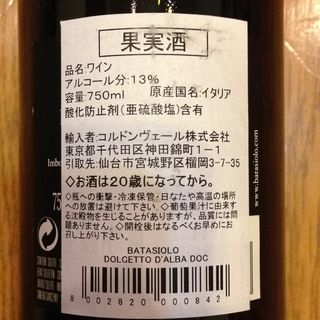 果実酒
品名:ワイン
アルコール分:13%
容量:750ml 原産国名:イタリア
酸化防止剤(亜硫酸塩)含有
輸入者:コルドンヴェール株式会社
東京都千代田区神田錦町1-1
引取先:仙台市宮城野区榴岡3-7-35
◇お酒は20歳になってから。
◇瓶への衝撃・冷凍保管・日なたや高温の場所
への放置は避けて下さい。◇葡萄果汁に由来す
る沈殿物を生じることがありますが、品質には問
題ありません。◇開栓後はなるべくお早めにお
召し上がり下さい。
BATASIOLO
DOLCETTO D'ALBA DOC
8 002820 000842
www.batasiolo.com
Imbo
75